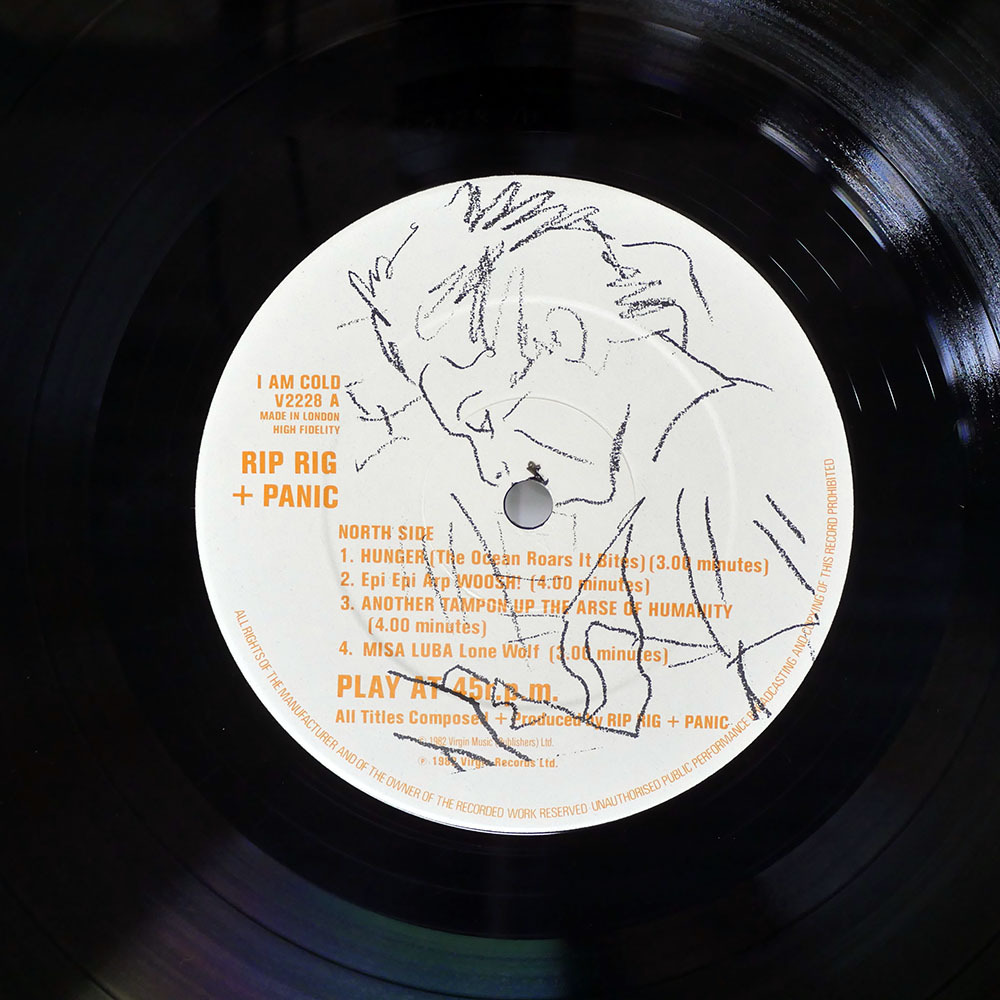 I AM COLD
V2228 A
MADE IN LONDON
HIGH FIDELITY
RIP RIG
+ PANIC
NORTH SIDE
1. HUNGER (The Ocean Roars It Bites) (3.00 minutes)
2. Epi Epi Arp WOOSH! (4.00 minutes)
3. ANOTHER TAMPON UP THE ARSE OF HUMANITY
(4.00 minutes)
4. MISA LUBA Lone Wolf (3.00 minutes)
PLAY AT 45r.p.m.
All Titles Composed + Produced by RIP RIG + PANIC
© 1982 Virgin Music (Publishers) Ltd.
℗ 1982 Virgin Records Ltd.
ALL RIGHTS OF THE MANUFACTURER AND OF THE OWNER OF THE RECORDED WORK RESERVED UNAUTHORISED PUBLIC PERFORMANCE BROADCASTING AND COPYING OF THIS RECORD PROHIBITED